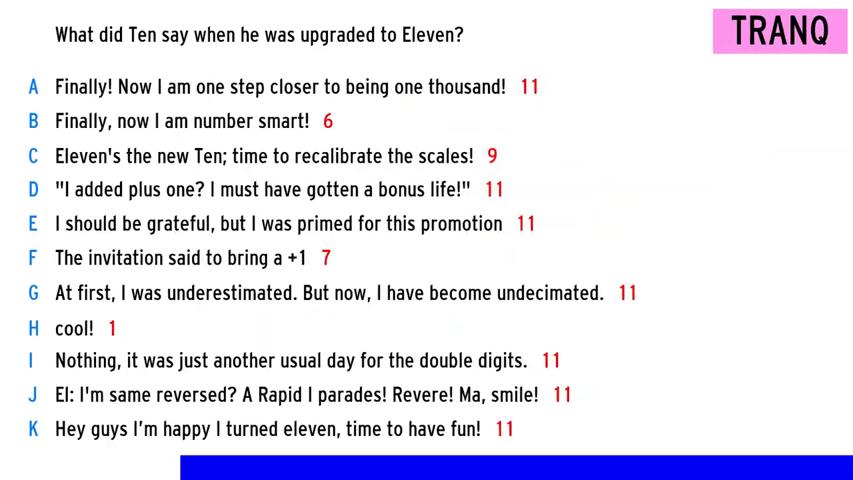 What did Ten say when he was upgraded to Eleven?
TRANQ
A Finally! Now I am one step closer to being one thousand! 11
B Finally, now I am number smart! 6
C Eleven's the new Ten; time to recalibrate the scales! 9
D "I added plus one? I must have gotten a bonus life!" 11
E I should be grateful, but I was primed for this promotion 11
F The invitation said to bring a +1 7
G At first, I was underestimated. But now, I have become undecimated. 11
H cool! 1
I Nothing, it was just another usual day for the double digits. 11
J El: I'm same reversed? A Rapid I parades! Revere! Ma, smile! 11
K Hey guys I’m happy I turned eleven, time to have fun! 11